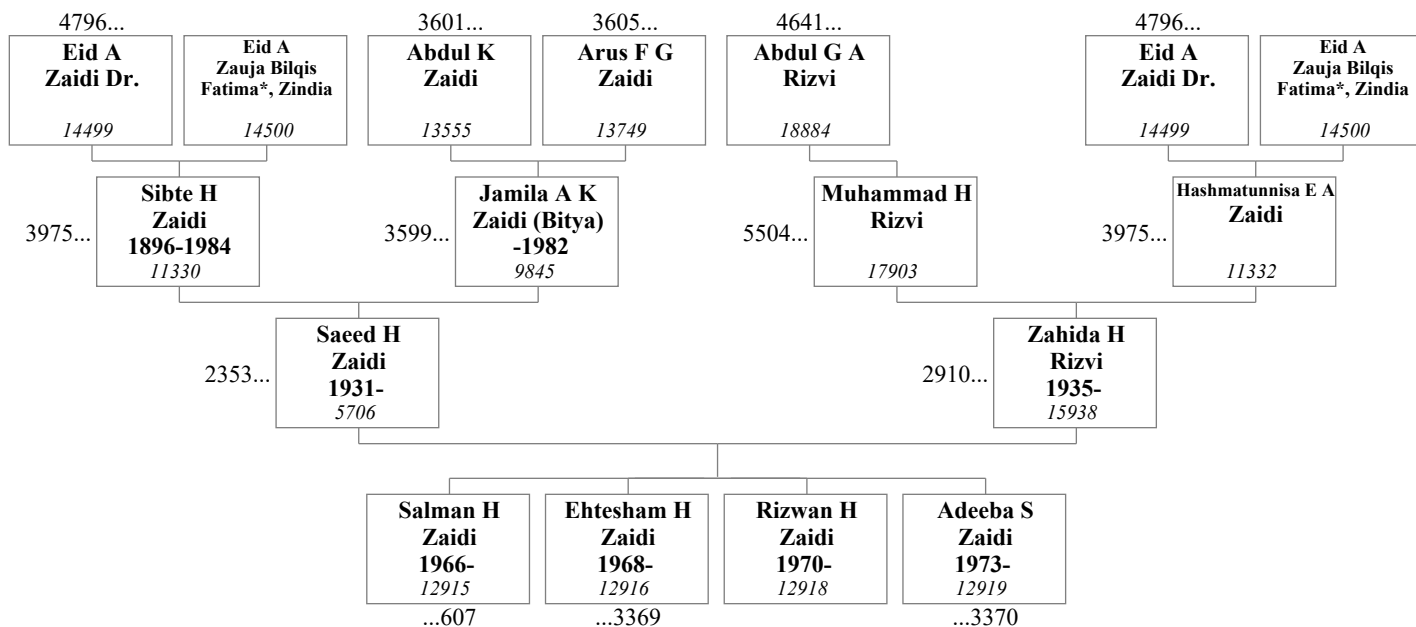 4796...
3601...
3605...
4641...
4796...
Eid A
Zaidi Dr.
14499
Eid A
Zauja Bilqis
Fatima*, Zindia
14500
Abdul K
Zaidi
13555
Arus F G
Zaidi
13749
Abdul G A
Rizvi
18884
Eid A
Zaidi Dr.
14499
Eid A
Zauja Bilqis
Fatima*, Zindia
14500
3975...
Sibte H
Zaidi
1896-1984
11330
3599...
Jamila A K
Zaidi (Bitya)
-1982
9845
5504...
Muhammad H
Rizvi
17903
3975...
Hashmatunnisa E A
Zaidi
11332
2353...
Saeed H
Zaidi
1931-
5706
2910...
Zahida H
Rizvi
1935-
15938
Salman H
Zaidi
1966-
12915
...607
Ehtesham H
Zaidi
1968-
12916
...3369
Rizwan H
Zaidi
1970-
12918
Adeeba S
Zaidi
1973-
12919
...3370